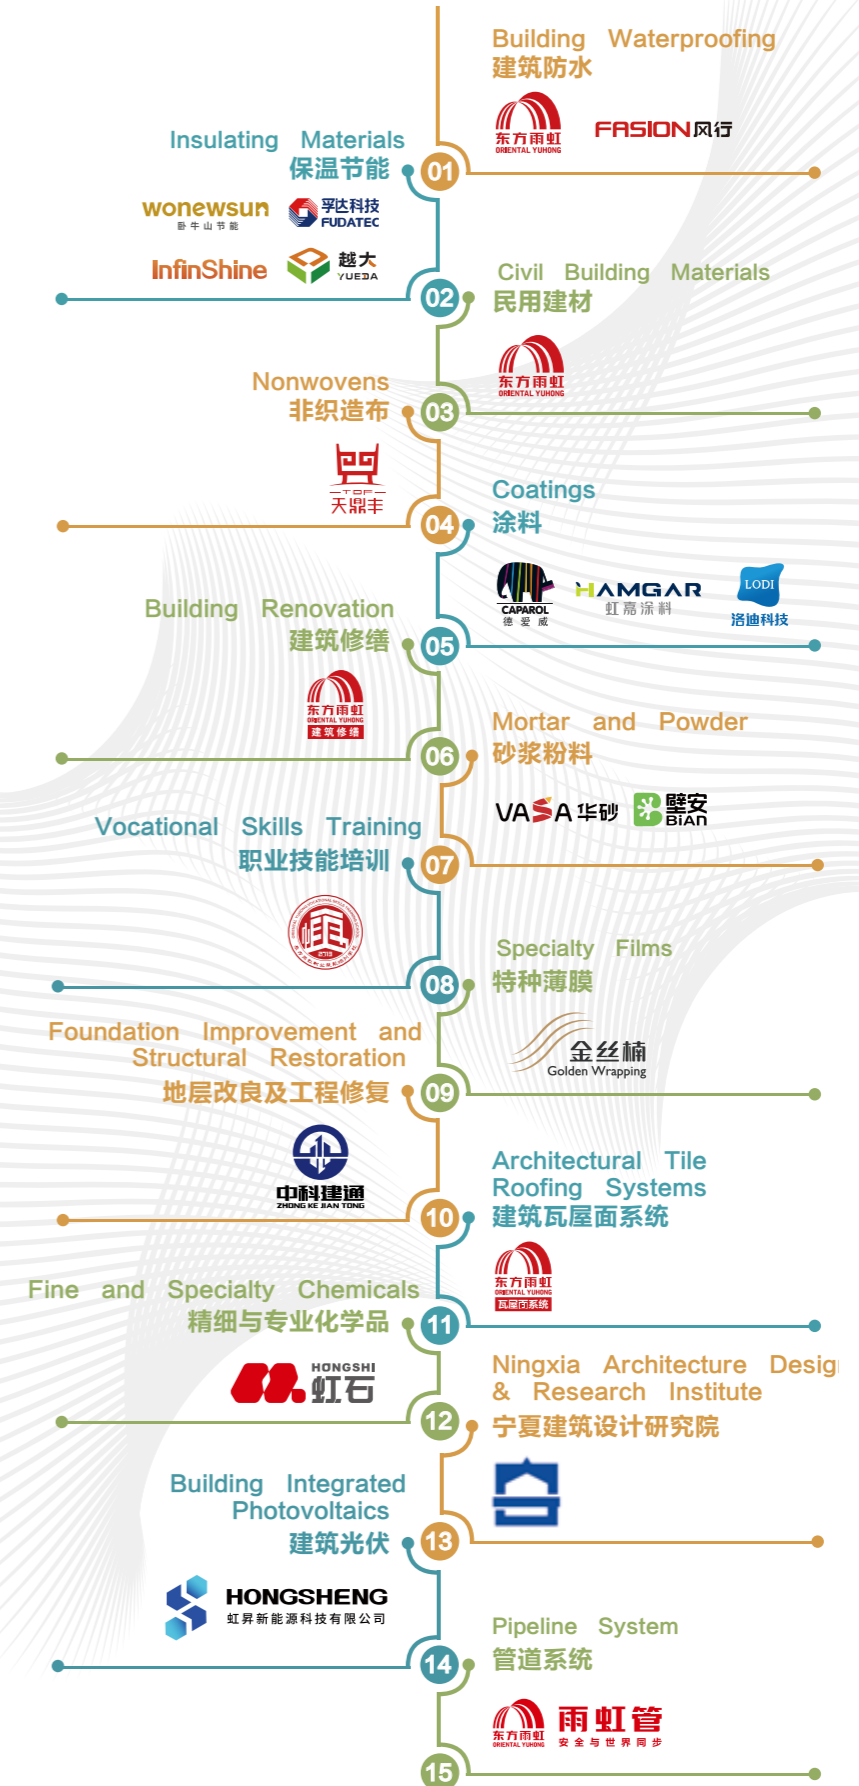 Building Waterproofing
建筑防水
东方雨虹
ORIENTAL YUHONG
FASION风行
01
Insulating Materials
保温节能
wonewsun
卧牛山节能
孚达科技
FUDATEC
InfinShine
越大
YUEDA
02
Civil Building Materials
民用建材
东方雨虹
ORIENTAL YUHONG
03
Nonwovens
非织造布
TDF
天鼎丰
04
Coatings
涂料
CAPAROL
德爱威
HAMGAR
虹嘉涂料
LODI
洛迪科技
05
Building Renovation
建筑修缮
东方雨虹
ORIENTAL YUHONG
建筑修缮
06
Mortar and Powder
砂浆粉料
VASA华砂
壁安
BiAN
07
Vocational Skills Training
职业技能培训
08
Specialty Films
特种薄膜
金丝楠
Golden Wrapping
09
Foundation Improvement and
Structural Restoration
地层改良及工程修复
中科建通
ZHONG KE JIAN TONG
10
Architectural Tile
Roofing Systems
建筑瓦屋面系统
东方雨虹
ORIENTAL YUHONG
瓦屋面系统
11
Fine and Specialty Chemicals
精细与专业化学品
HONGSHI
虹石
12
Ningxia Architecture Desig
& Research Institute
宁夏建筑设计研究院
13
Building Integrated
Photovoltaics
建筑光伏
HONGSHENG
虹昇新能源科技有限公司
14
Pipeline System
管道系统
东方雨虹
ORIENTAL YUHONG
雨虹管
安全与世界同步
15